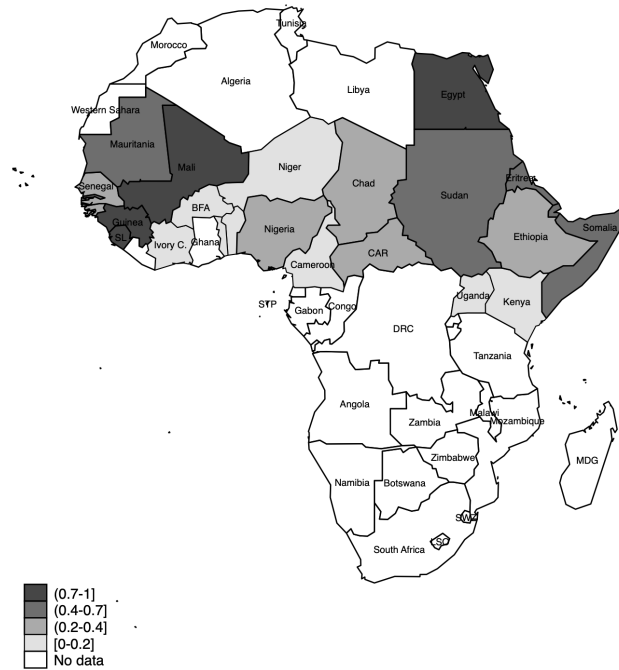 Tunisia
Morocco
Algeria
Libya
Egypt
Western Sahara
Mauritania
Mali
Niger
Chad
Sudan
Eritrea
Senegal
BFA
Guinea
SL
Ivory C.
Ghana
Nigeria
Cameroon
CAR
Ethiopia
Somalia
Uganda
Kenya
STP
Gabon
Congo
DRC
Tanzania
Angola
Zambia
Malawi
Mozambique
Zimbabwe
MDG
Namibia
Botswana
SWZ
LSO
South Africa
(0.7-1]
(0.4-0.7]
(0.2-0.4]
[0-0.2]
No data